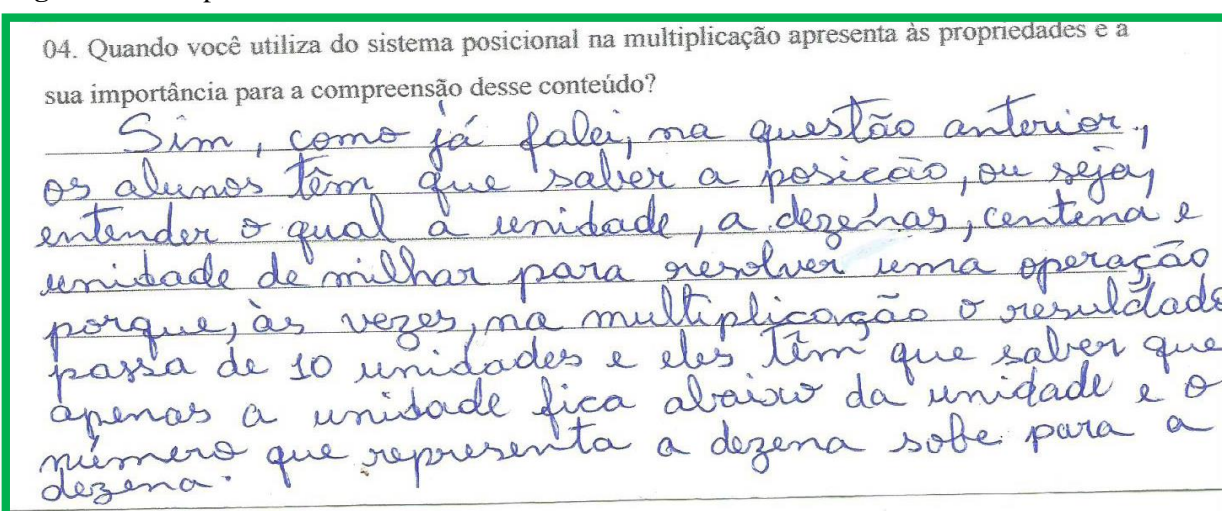 04. Quando você utiliza do sistema posicional na multiplicação apresenta às propriedades e a
sua importância para a compreensão desse conteúdo?
Sim, como já falei, na questão anterior,
os alunos têm que saber a posicão, ou seja,
entender o qual a unidade, a dezenas, centena e
unidade de milhar para resolver uma operação
porque, às vezes, na multiplicação o resuldado
passa de 10 unidades e eles têm que saber que
apenas a unidade fica abaixo da unidade e o
número que representa a dezena sobe para a
dezena.